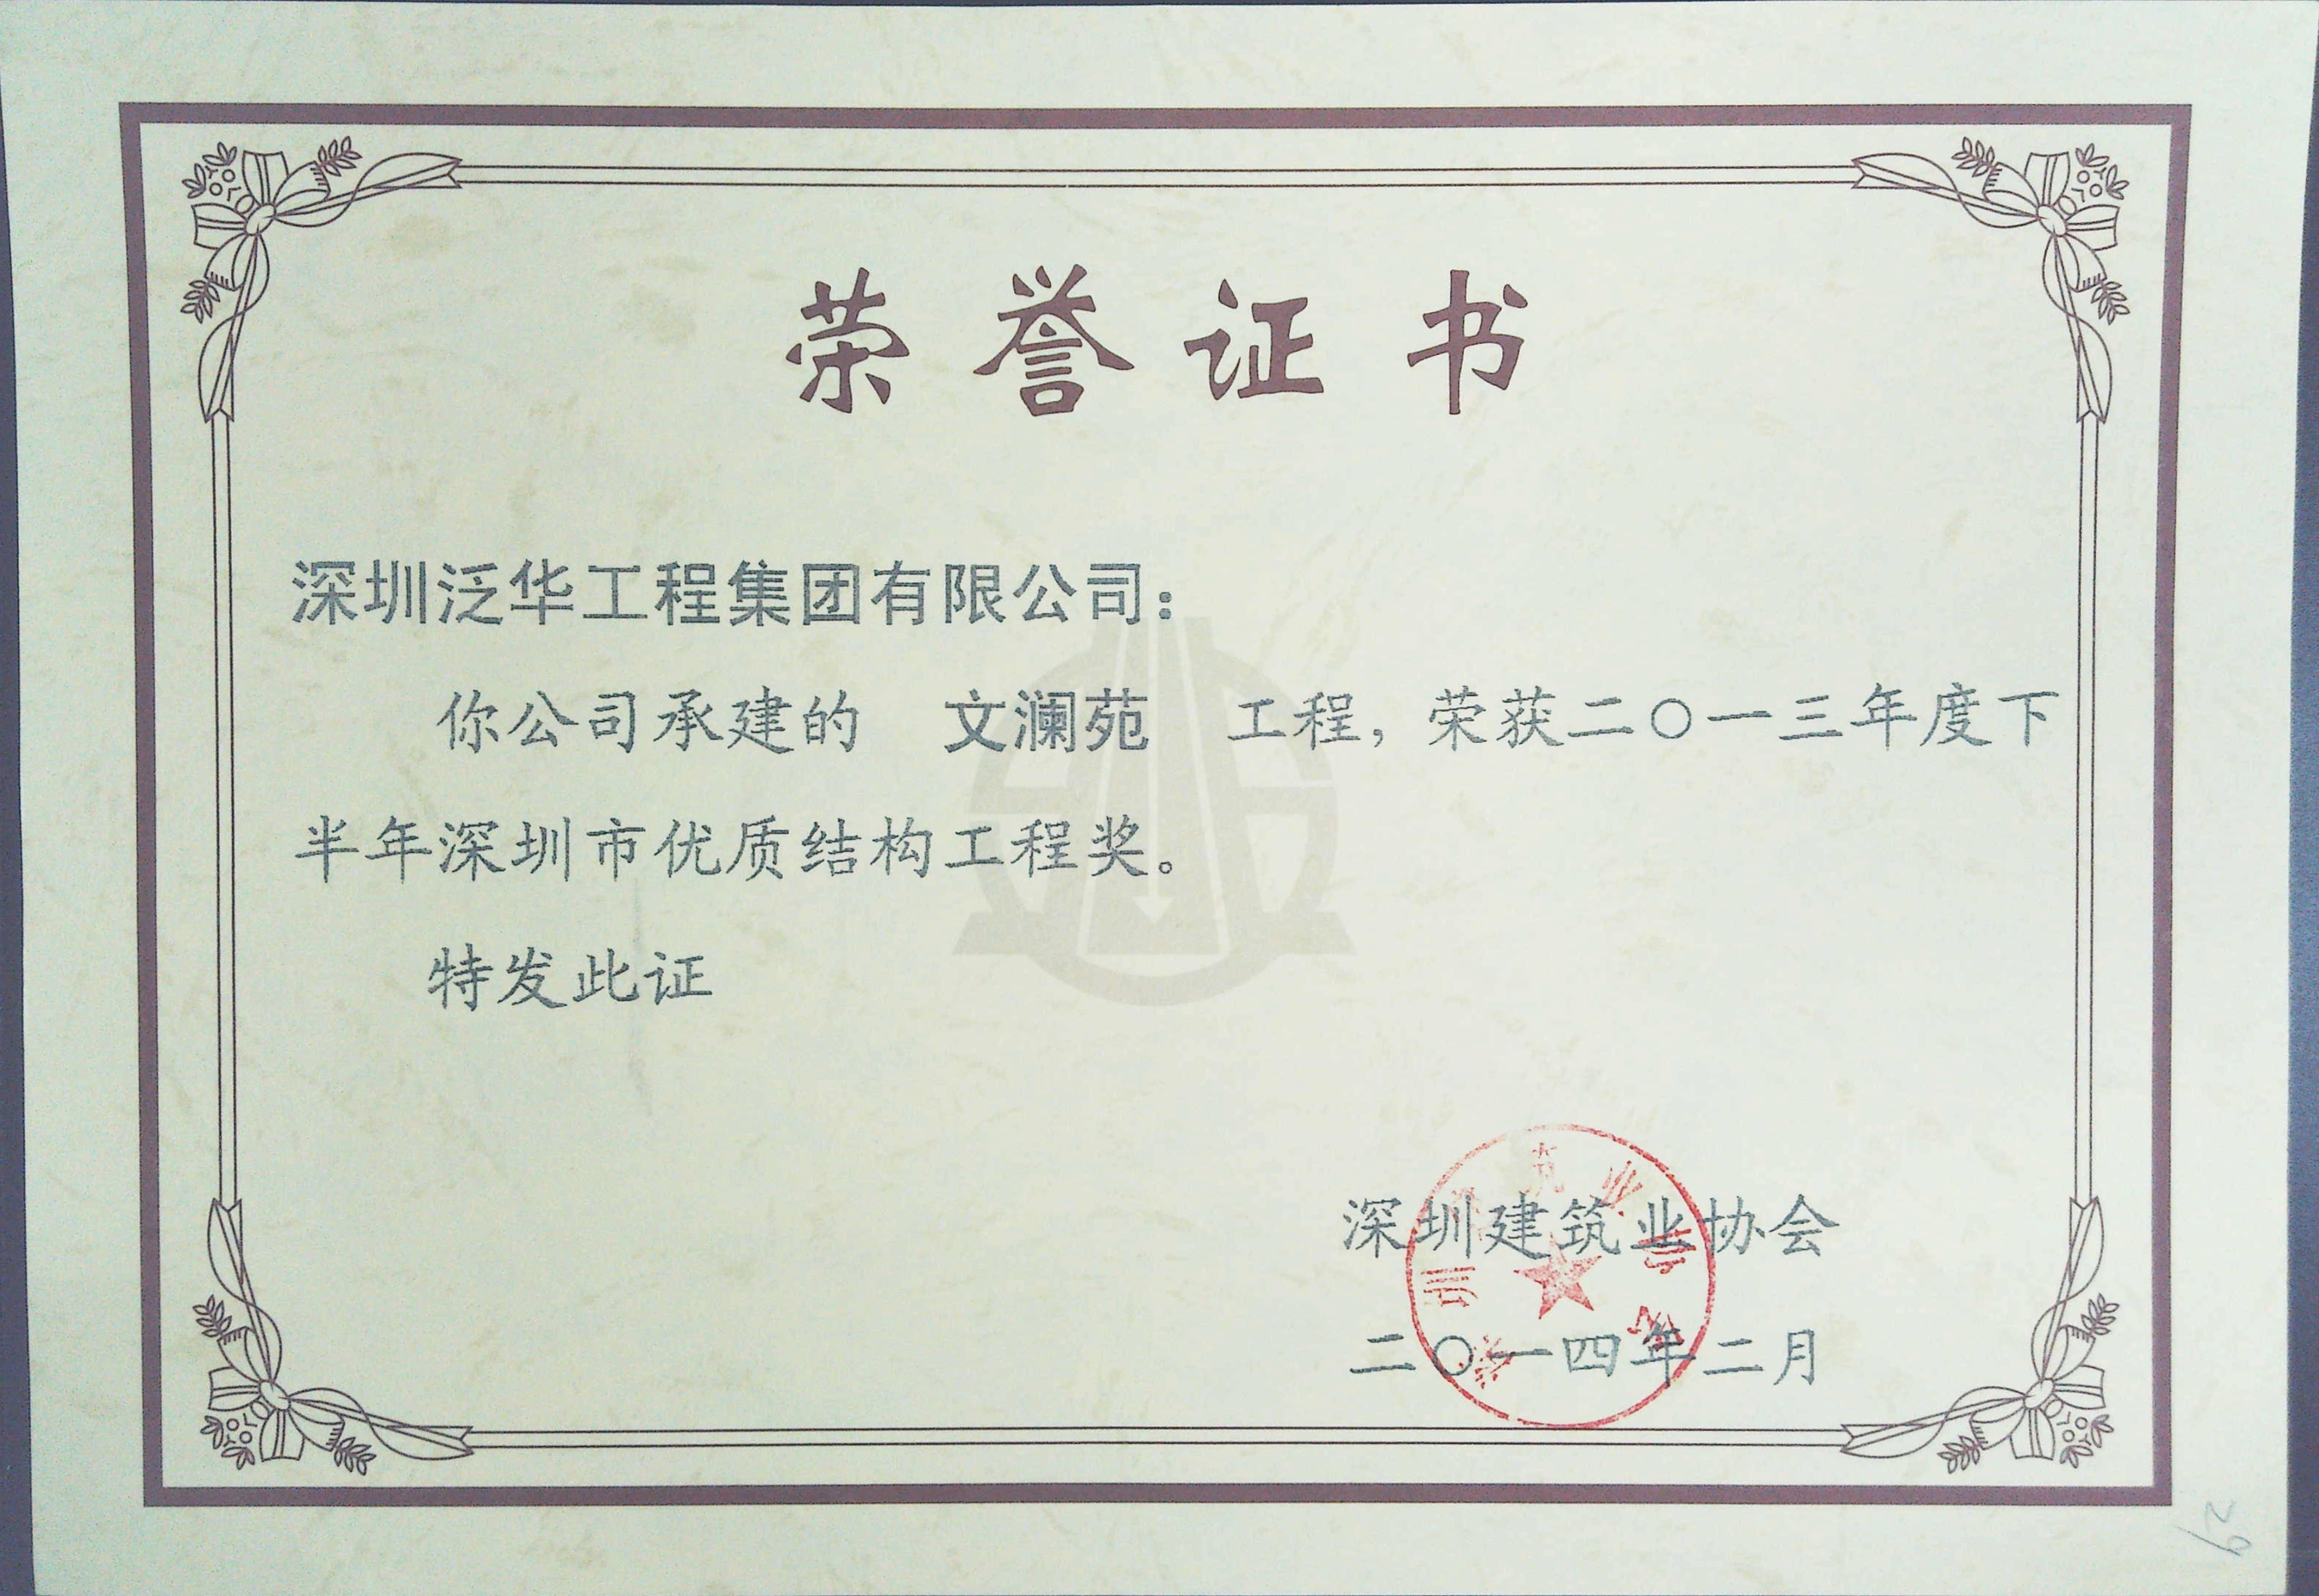 荣誉证书
深圳泛华工程集团有限公司：
你公司承建的 文澜苑 工程，荣获二〇一三年度下
半年深圳市优质结构工程奖。
特发此证
深圳建筑业协会
二〇一四年二月
29